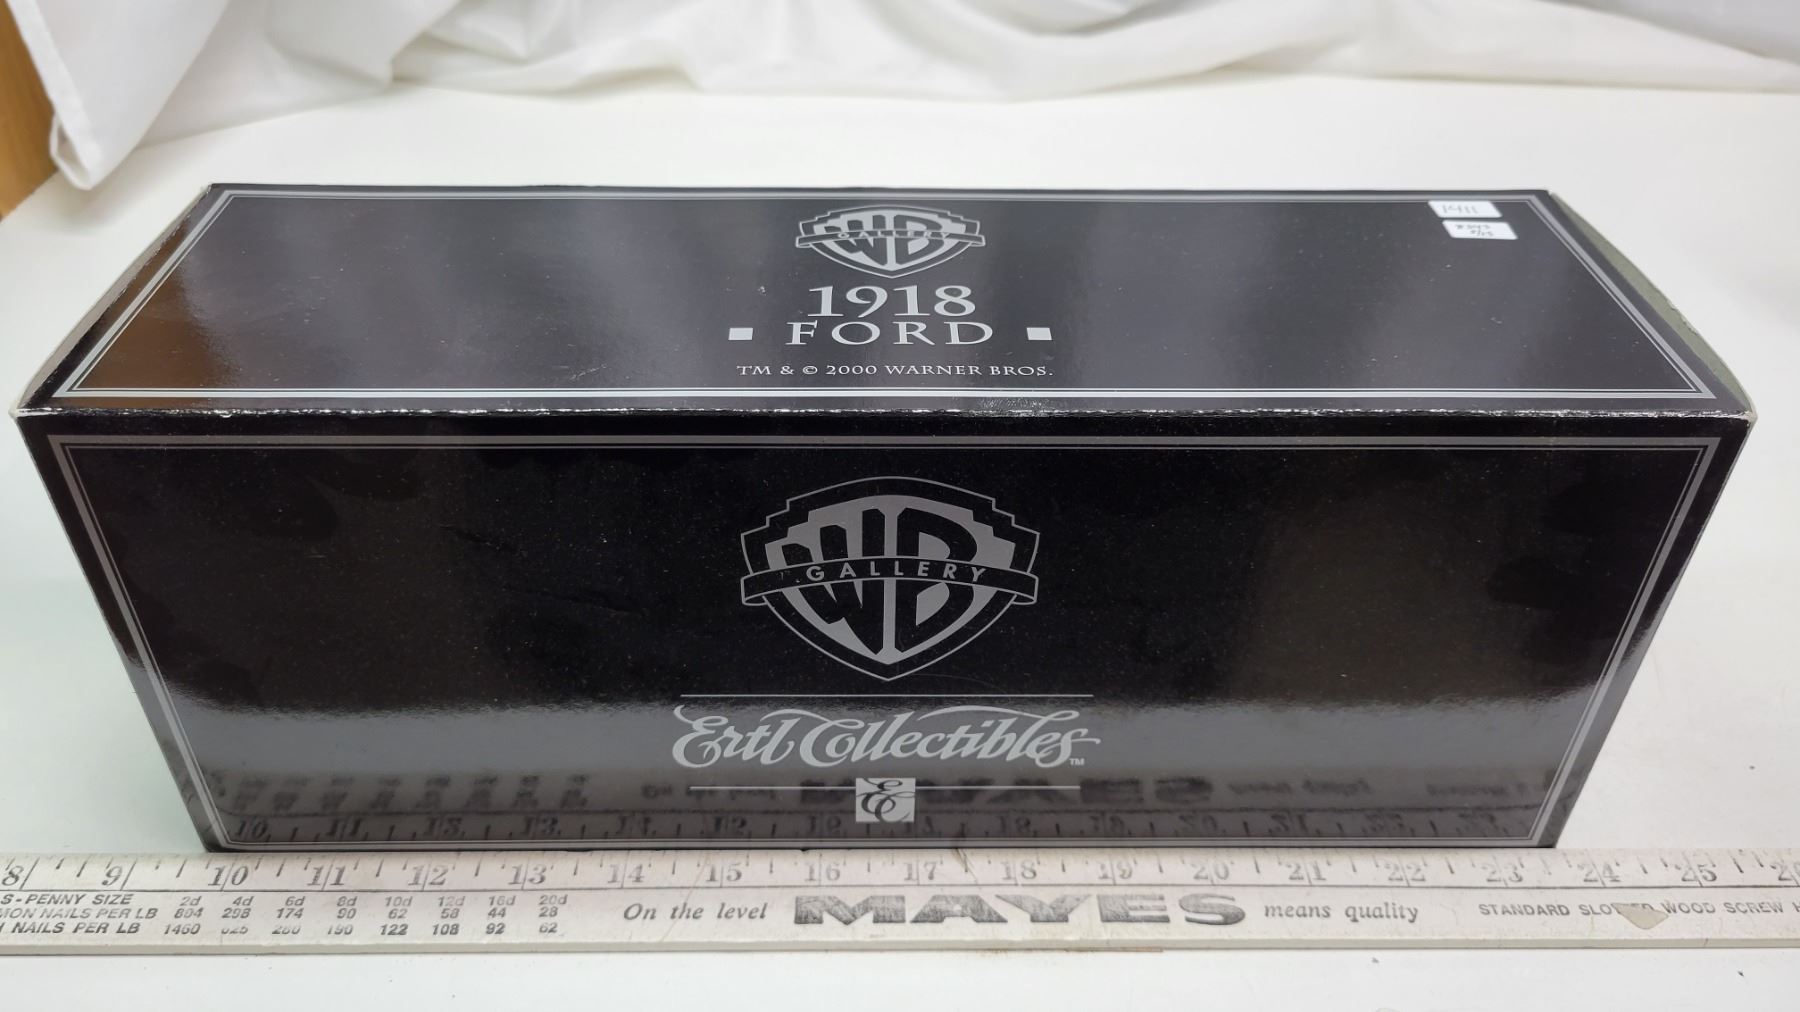 WB
GALLERY
1918
FORD
TM & © 2000 WARNER BROS.
1411
WB
GALLERY
Ertl Collectibles™
E
8 9 10 11 12 13 14 15 16 17 18 19 20 21 22 23 24 25
S-PENNY SIZE 2d 4d 6d 8d 10d 12d 16d 20d
MON NAILS PER LB 804 298 174 90 62 58 44 28
NAILS PER LB 1460 190 122 108 92 62
On the level MAYES means quality
STANDARD WOOD SCREW